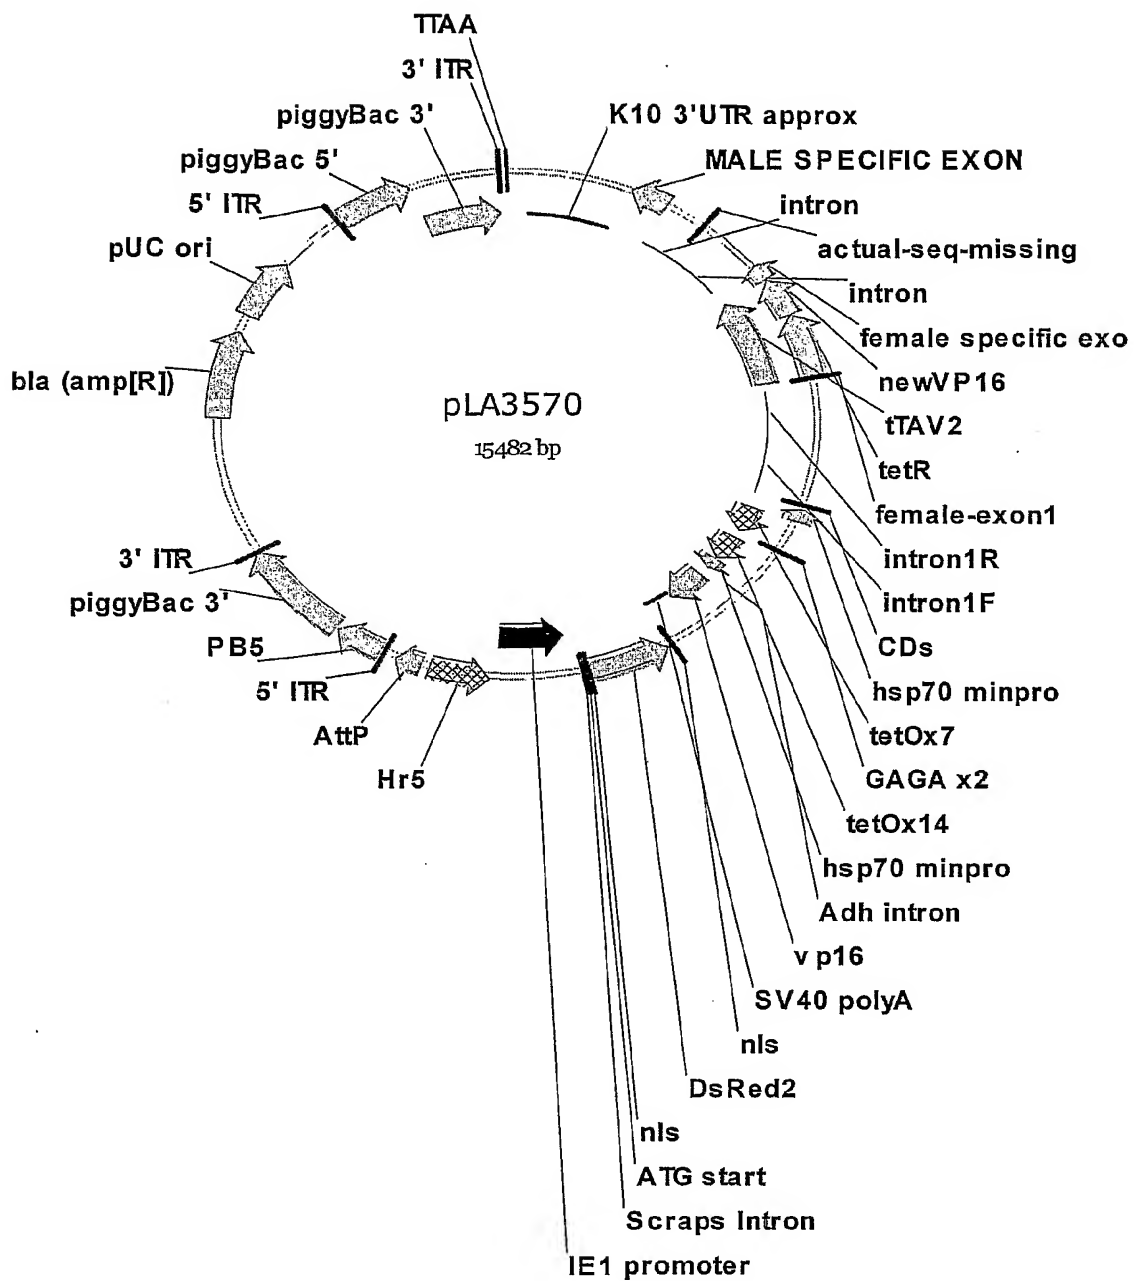 TTAA
3' ITR
piggyBac 3'
K10 3'UTR approx
piggyBac 5'
MALE SPECIFIC EXON
5' ITR
intron
pUC ori
actual-seq-missing
intron
female specific exo
bla (amp[R])
newVP16
pLA3570
tTAV2
15482 bp
tetR
female-exon1
3' ITR
intron1R
piggyBac 3'
intron1F
PB5
CDs
5' ITR
hsp70 minpro
AttP
tetOx7
Hr5
GAGA x2
tetOx14
hsp70 minpro
Adh intron
vp16
SV40 polyA
nls
DsRed2
nls
ATG start
Scraps Intron
IE1 promoter